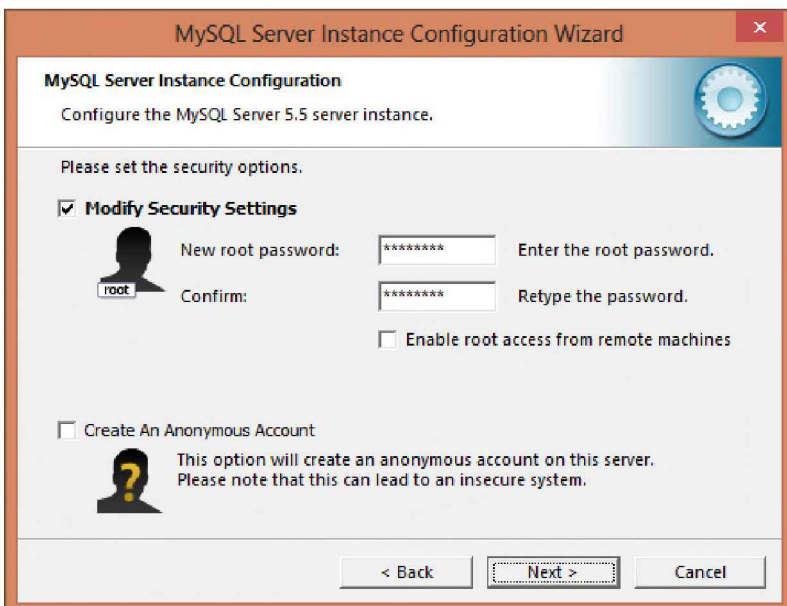 MySQL Server Instance Configuration Wizard
×
MySQL Server Instance Configuration
Configure the MySQL Server 5.5 server instance.
Please set the security options.
Modify Security Settings
New root password: ******** Enter the root password.
root
Confirm: ******** Retype the password.
Enable root access from remote machines
Create An Anonymous Account
?
This option will create an anonymous account on this server.
Please note that this can lead to an insecure system.
< Back Next > Cancel